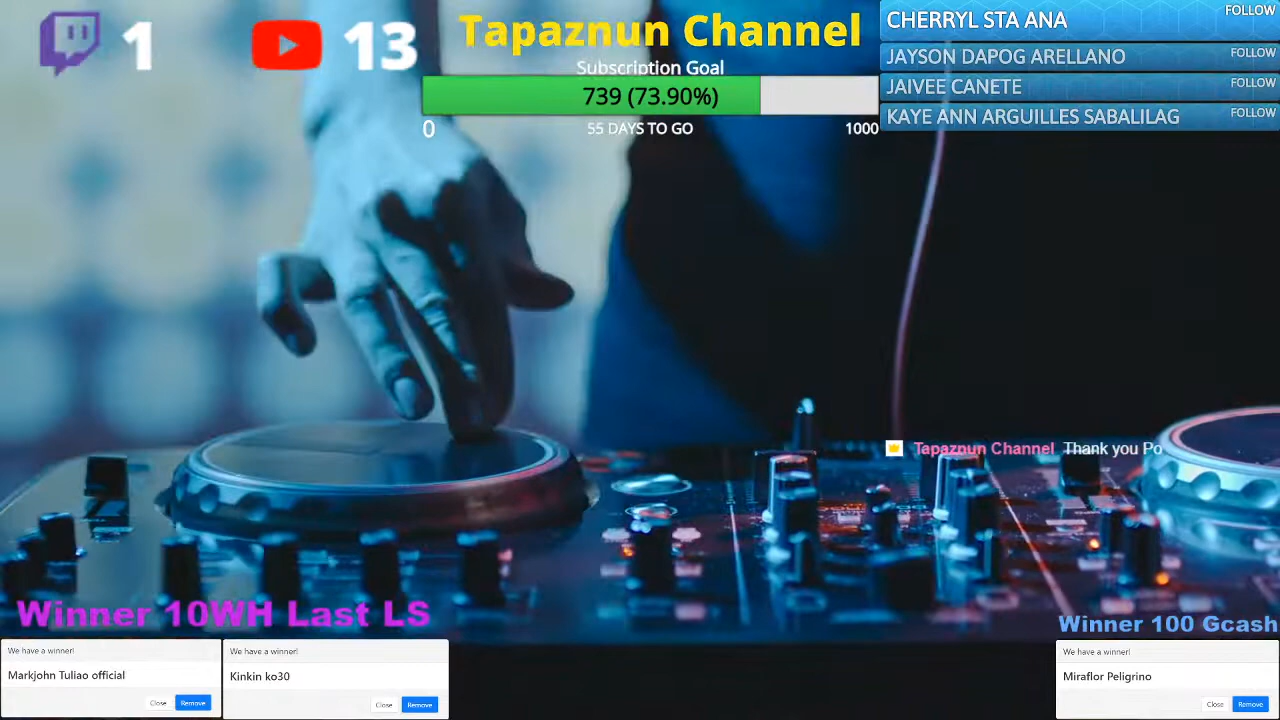 1
13
Tapaznun Channel
Subscription Goal
739 (73.90%)
0
55 DAYS TO GO
1000
CHERRYL STA ANA FOLLOW
JAYSON DAPOG ARELLANO FOLLOW
JAIVEE CANETE FOLLOW
KAYE ANN ARGUILLES SABALILAG FOLLOW
Tapaznun Channel Thank you Po
Winner 10WH Last LS
We have a winner!
Markjohn Tuliao official
Close Remove
We have a winner!
Kinkin ko30
Close Remove
Winner 100 Gcash
We have a winner!
Miraflor Peligrino
Close Remove